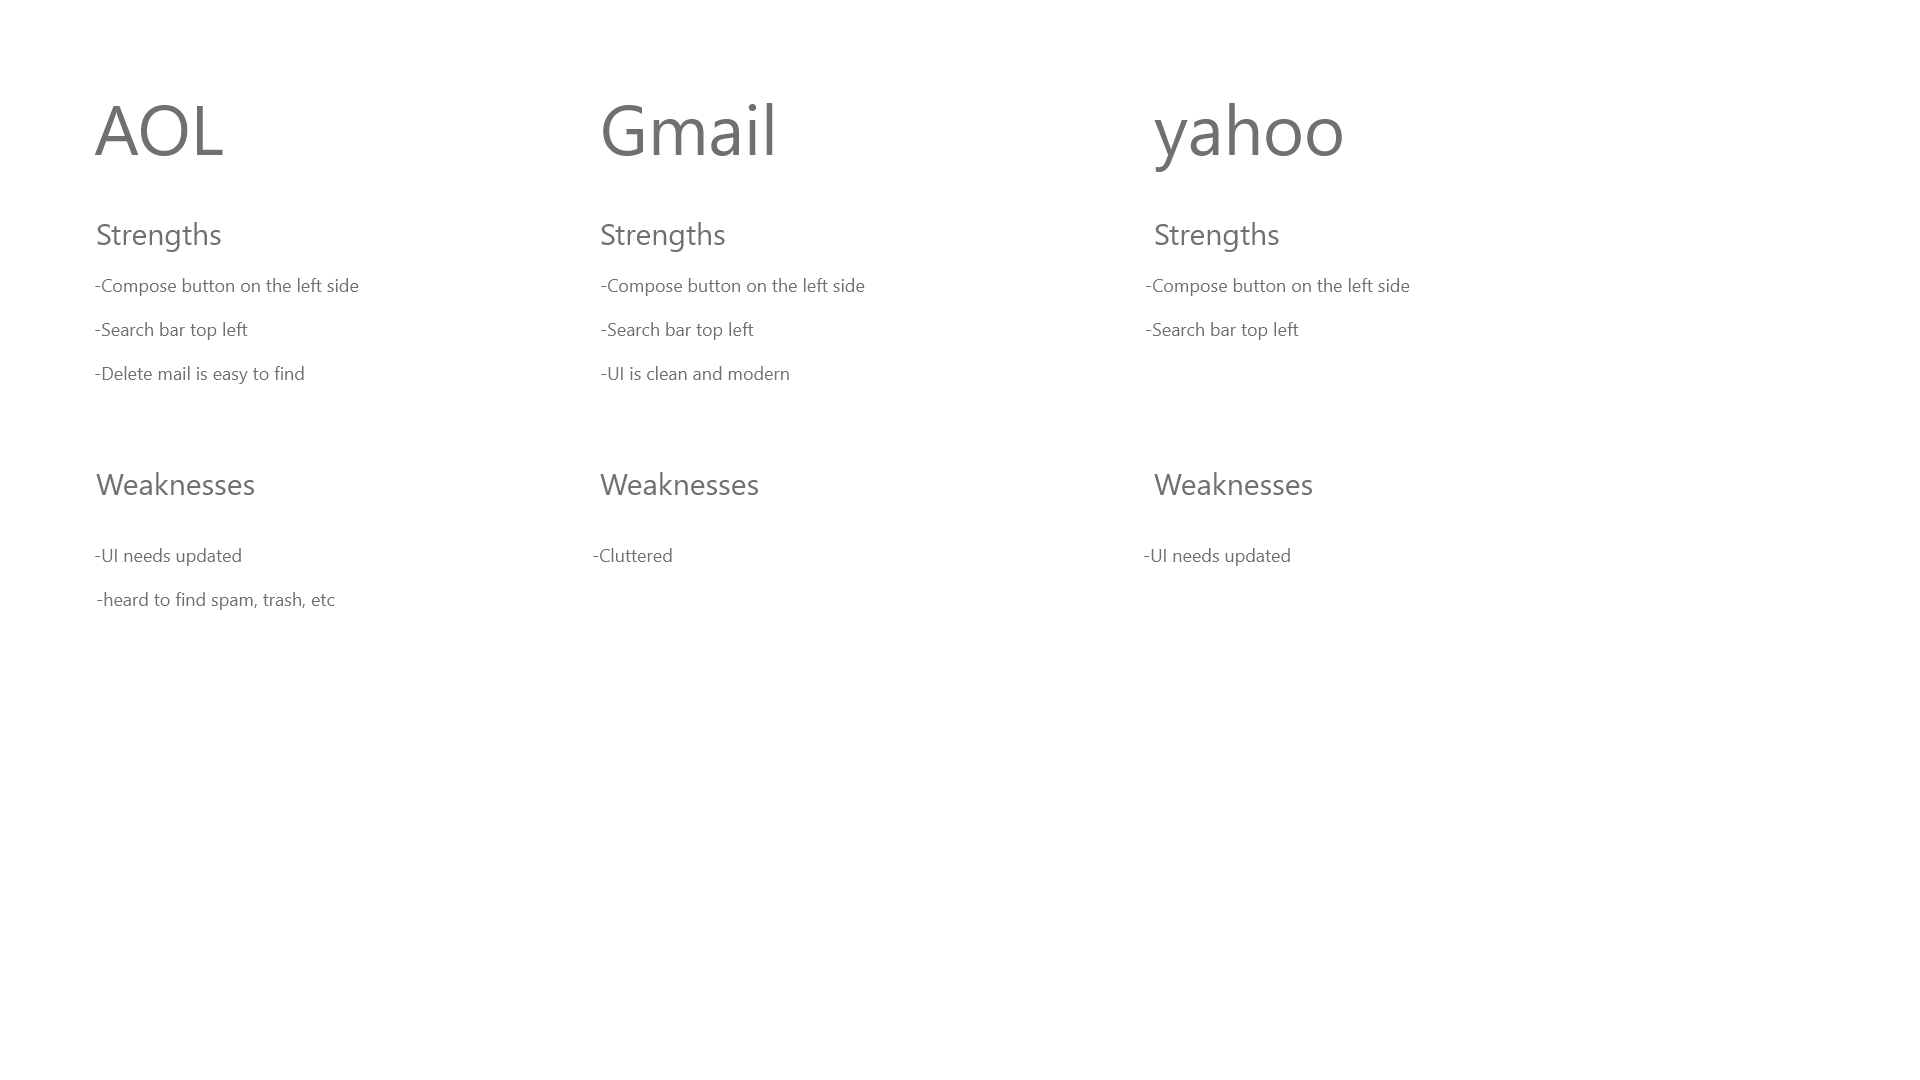 AOL
Strengths
-Compose button on the left side
-Search bar top left
-Delete mail is easy to find
Weaknesses
-UI needs updated
-heard to find spam, trash, etc
Gmail
Strengths
-Compose button on the left side
-Search bar top left
-UI is clean and modern
Weaknesses
-Cluttered
yahoo
Strengths
-Compose button on the left side
-Search bar top left
Weaknesses
-UI needs updated